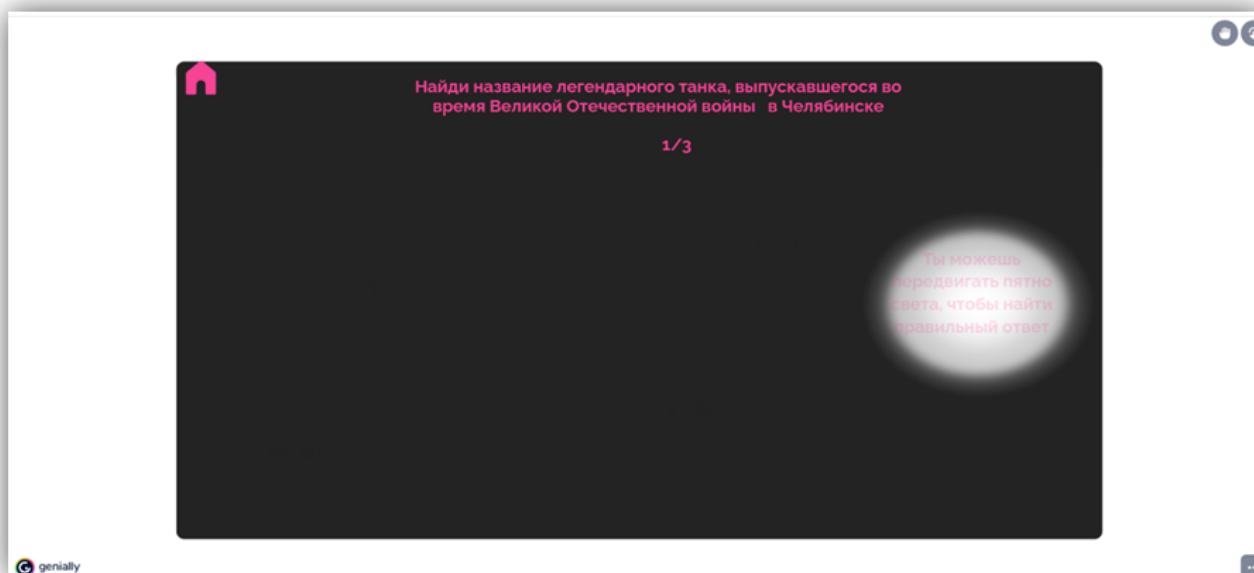 Найди название легендарного танка, выпускавшегося во
время Великой Отечественной войны в Челябинске
1/3
Ты можешь
передвигать пятно
света, чтобы найти
правильный ответ
genially